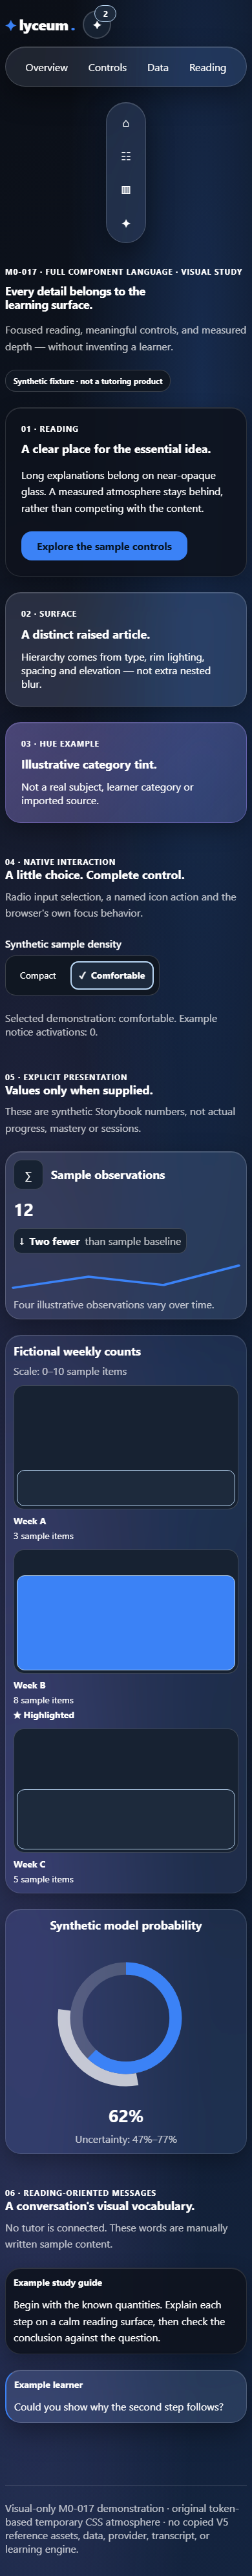 lyceum.
2
Overview Controls Data Reading
M0-017 · FULL COMPONENT LANGUAGE · VISUAL STUDY
Every detail belongs to the
learning surface.
Focused reading, meaningful controls, and measured
depth — without inventing a learner.
Synthetic fixture · not a tutoring product
01 · READING
A clear place for the essential idea.
Long explanations belong on near-opaque
glass. A measured atmosphere stays behind,
rather than competing with the content.
Explore the sample controls
02 · SURFACE
A distinct raised article.
Hierarchy comes from type, rim lighting,
spacing and elevation — not extra nested
blur.
03 · HUE EXAMPLE
Illustrative category tint.
Not a real subject, learner category or
imported source.
04 · NATIVE INTERACTION
A little choice. Complete control.
Radio input selection, a named icon action and the
browser's own focus behavior.
Synthetic sample density
Compact ✓ Comfortable
Selected demonstration: comfortable. Example
notice activations: 0.
05 · EXPLICIT PRESENTATION
Values only when supplied.
These are synthetic Storybook numbers, not actual
progress, mastery or sessions.
∑ Sample observations
12
↓ Two fewer than sample baseline
Four illustrative observations vary over time.
Fictional weekly counts
Scale: 0–10 sample items
Week A
3 sample items
Week B
8 sample items
★ Highlighted
Week C
5 sample items
Synthetic model probability
62%
Uncertainty: 47%–77%
06 · READING-ORIENTED MESSAGES
A conversation's visual vocabulary.
No tutor is connected. These words are manually
written sample content.
Example study guide
Begin with the known quantities. Explain each
step on a calm reading surface, then check the
conclusion against the question.
Example learner
Could you show why the second step follows?
Visual-only M0-017 demonstration · original token-
based temporary CSS atmosphere · no copied V5
reference assets, data, provider, transcript, or
learning engine.